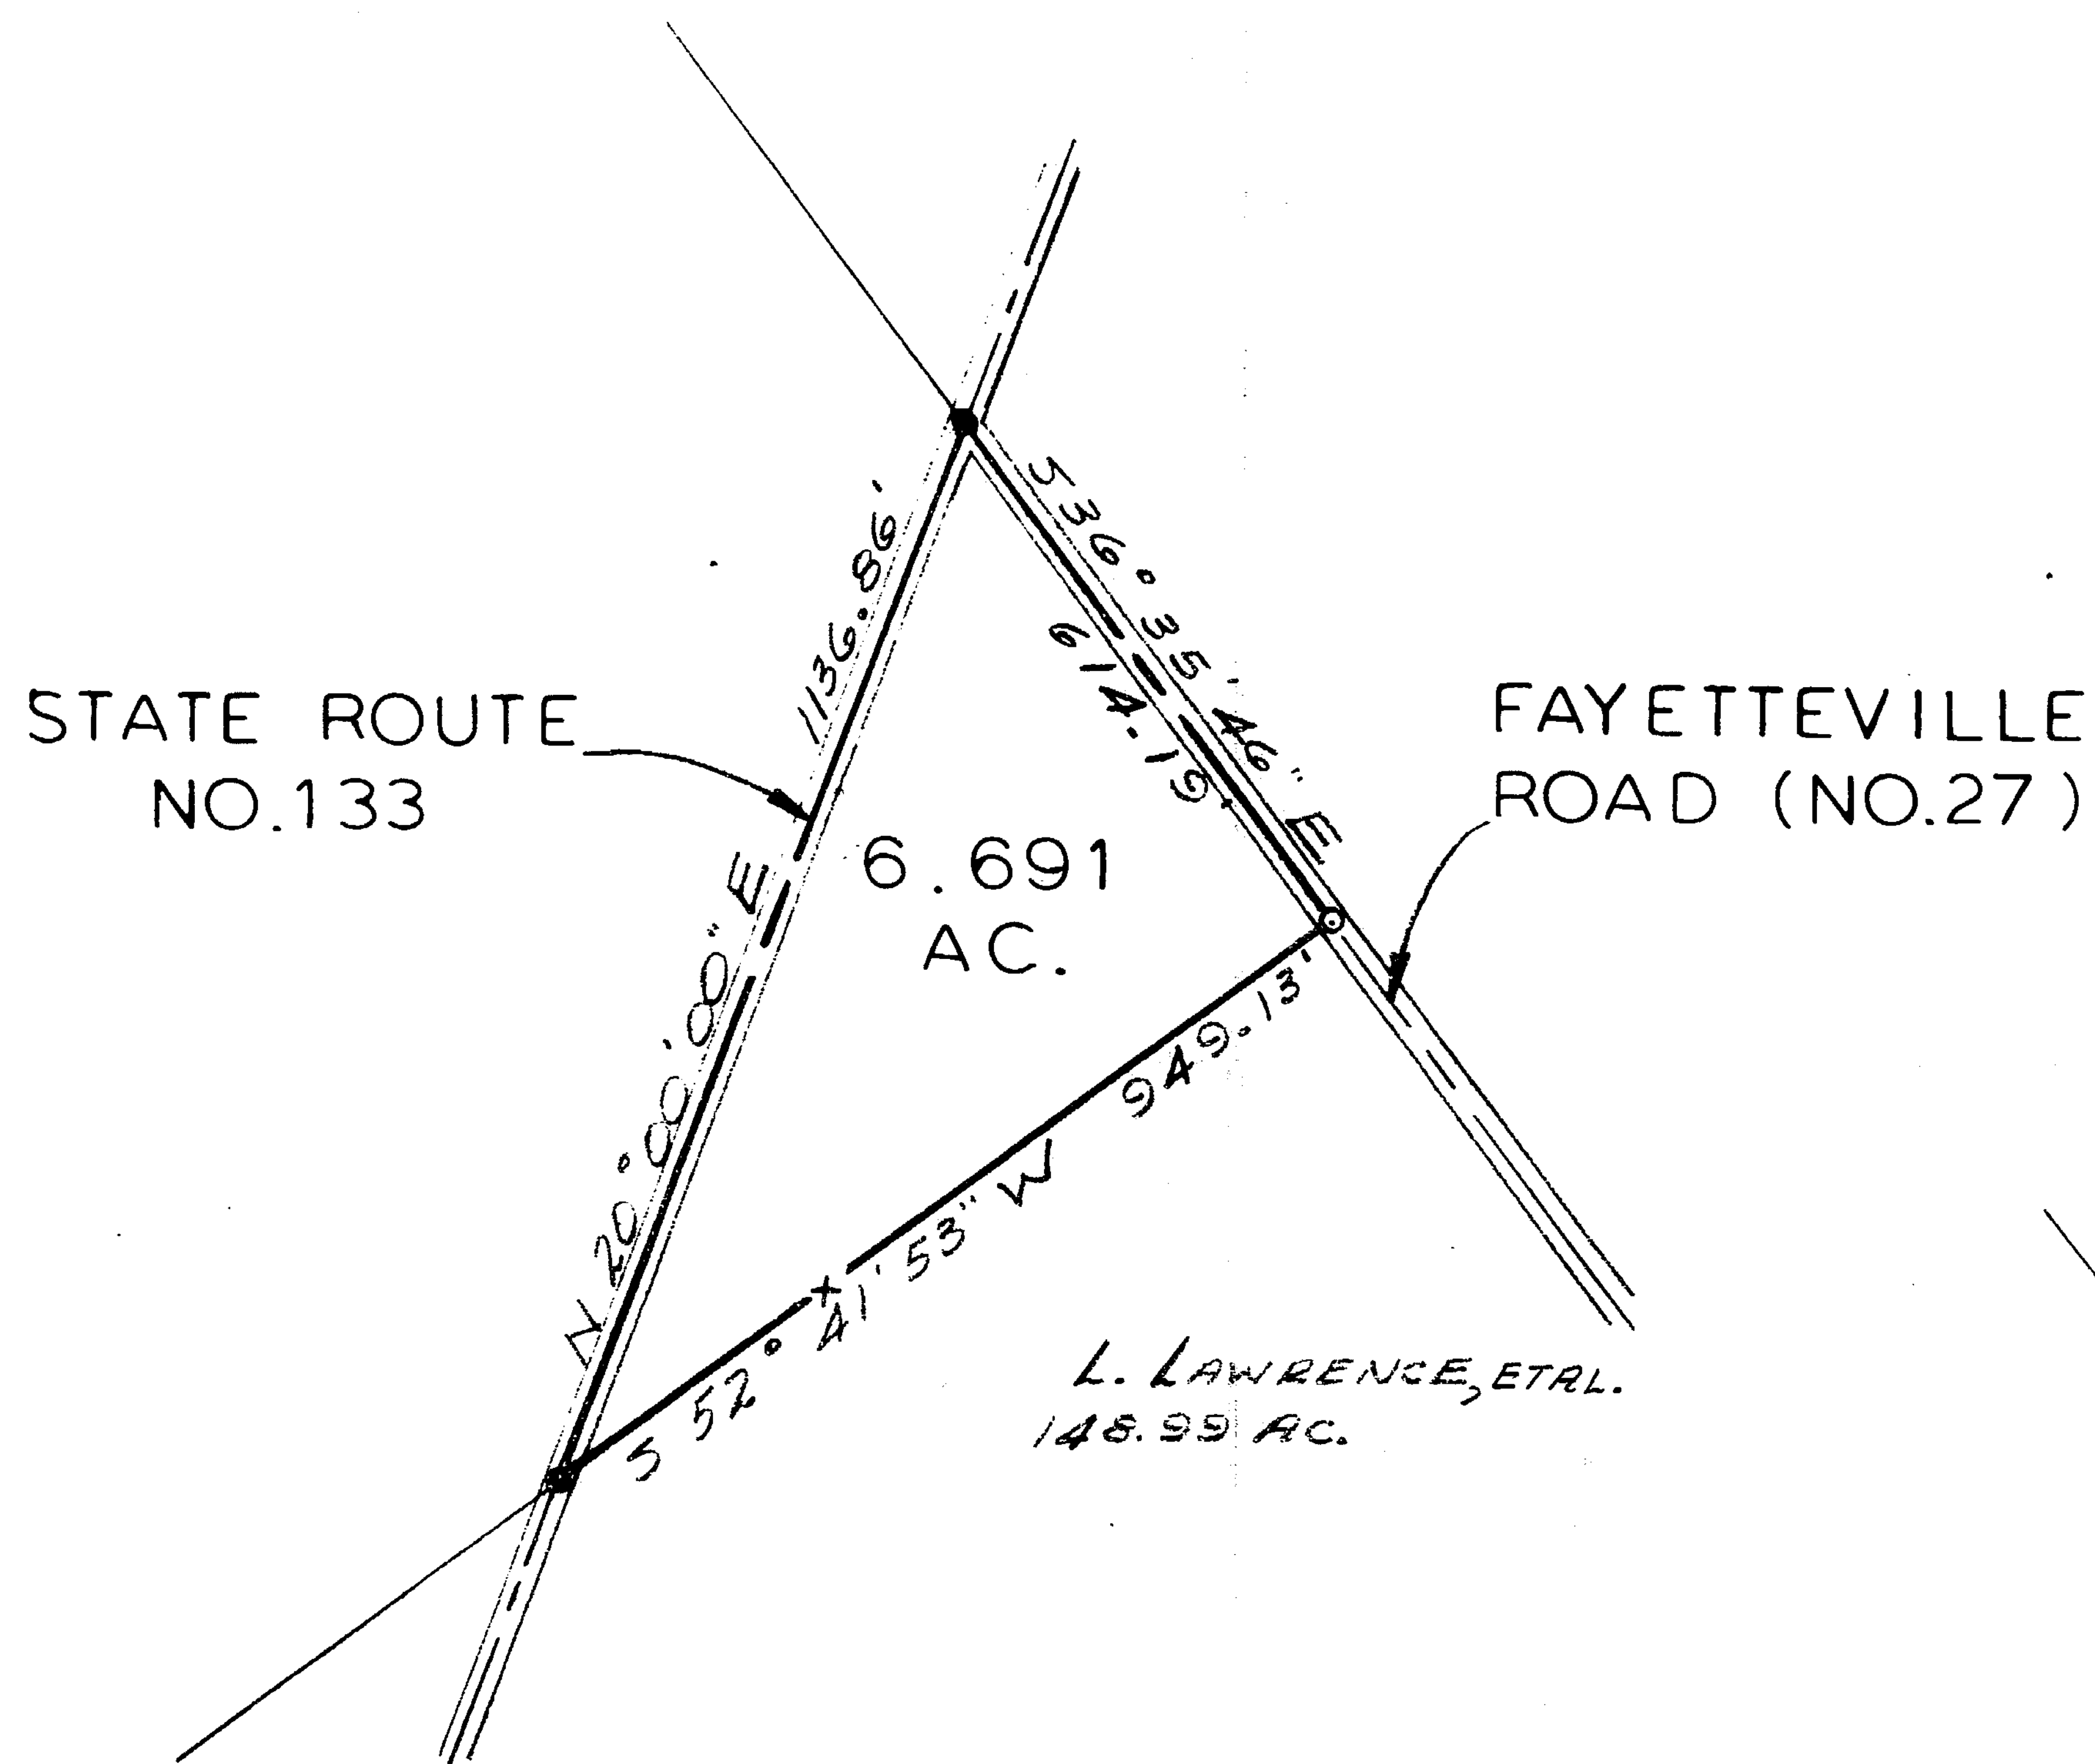 1136.86'
S 36° 35' 46" E
614.19'
STATE ROUTE
NO.133
FAYETTEVILLE
ROAD (NO.27)
6.691
AC.
N 20° 00' 00" E
949.13'
S 52° 41' 53" W
L. LAWRENCE, ETAL.
148.99 AC.